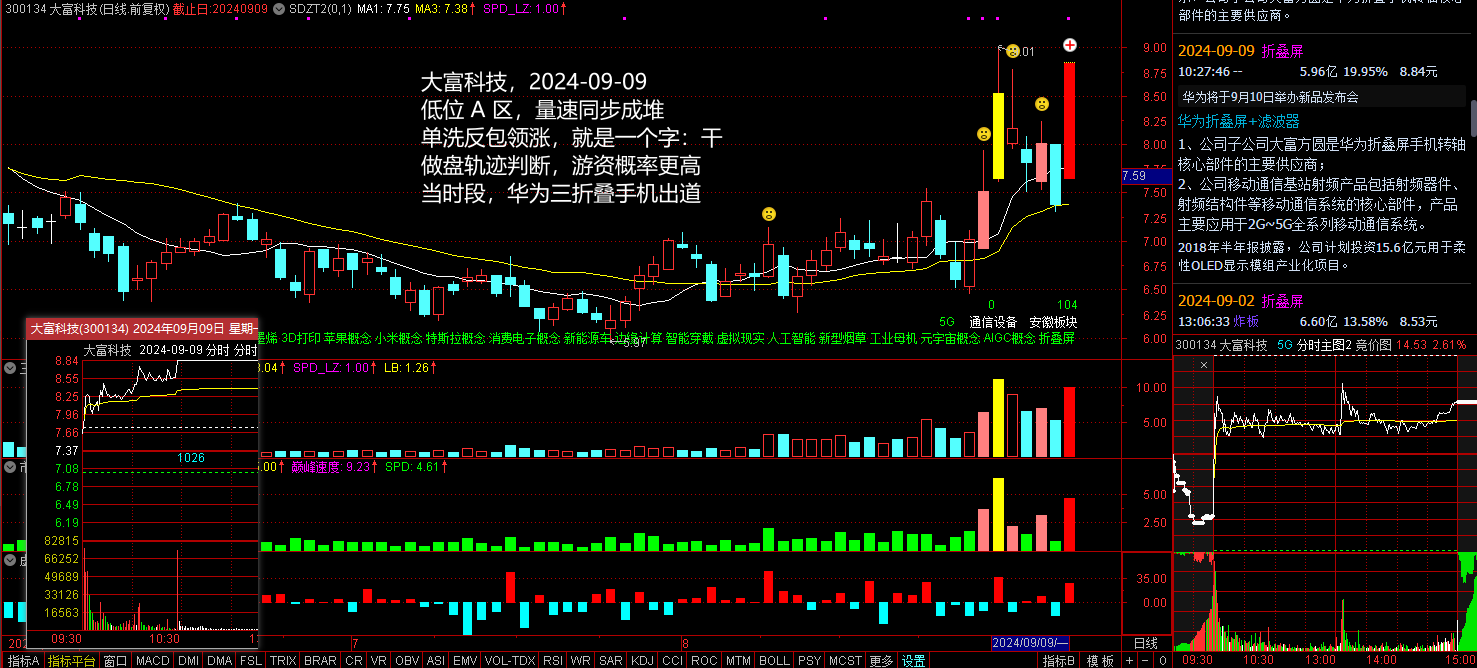 300134 大富科技(日线.前复权) 截止日:20240909 SDZT2(0,1) MA1: 7.75 MA3: 7.38↑ SPD_LZ: 1.00↑
大富科技，2024-09-09
低位 A 区，量速同步成堆
单洗反包领涨，就是一个字：干
做盘轨迹判断，游资概率更高
当时段，华为三折叠手机出道
9.00
8.75
8.50
8.25
8.00
7.59
7.50
7.25
7.00
6.75
6.50
6.25
6.00
0
104
5G 通信设备 安徽板块
3D打印 苹果概念 小米概念 特斯拉概念 消费电子概念 新能源车 边缘计算 智能穿戴 虚拟现实 人工智能 新型烟草 工业母机 元宇宙概念 AIGC概念 折叠屏
大富科技(300134) 2024年09月09日 星期一
大富科技 2024-09-09 分时 分时
8.84
8.55
8.25
7.96
7.66
7.37
7.08
6.78
6.49
6.19
1026
82815
66252
49689
33126
16563
09:30 10:30
SPD_LZ: 1.00↑ LB: 1.26↑
10.00
5.00
巅峰速度: 9.23↑ SPD: 4.61↑
5.00
2.50
35.00
0.00
7
8
2024/09/09/一
日线
指标A 指标平台 窗口 MACD DMI DMA FSL TRIX BRAR CR VR OBV ASI EMV VOL-TDX RSI WR SAR KDJ CCI ROC MTM BOLL PSY MCST 更多 设置
指标B 模板 + − 0
部件的主要供应商。
2024-09-09 折叠屏
10:27:46 -- 5.96亿 19.95% 8.84元
华为将于9月10日举办新品发布会
华为折叠屏+滤波器
1、公司子公司大富方圆是华为折叠屏手机转轴
核心部件的主要供应商；
2、公司移动通信基站射频产品包括射频器件、
射频结构件等移动通信系统的核心部件，产品
主要应用于2G~5G全系列移动通信系统。
2018年半年报披露，公司计划投资15.6亿元用于柔
性OLED显示模组产业化项目。
2024-09-02 折叠屏
13:06:33 炸板 6.60亿 13.58% 8.53元
300134 大富科技 5G 分时主图2 竞价图 14.53 2.61%
09:30 10:30 13:00 14:00